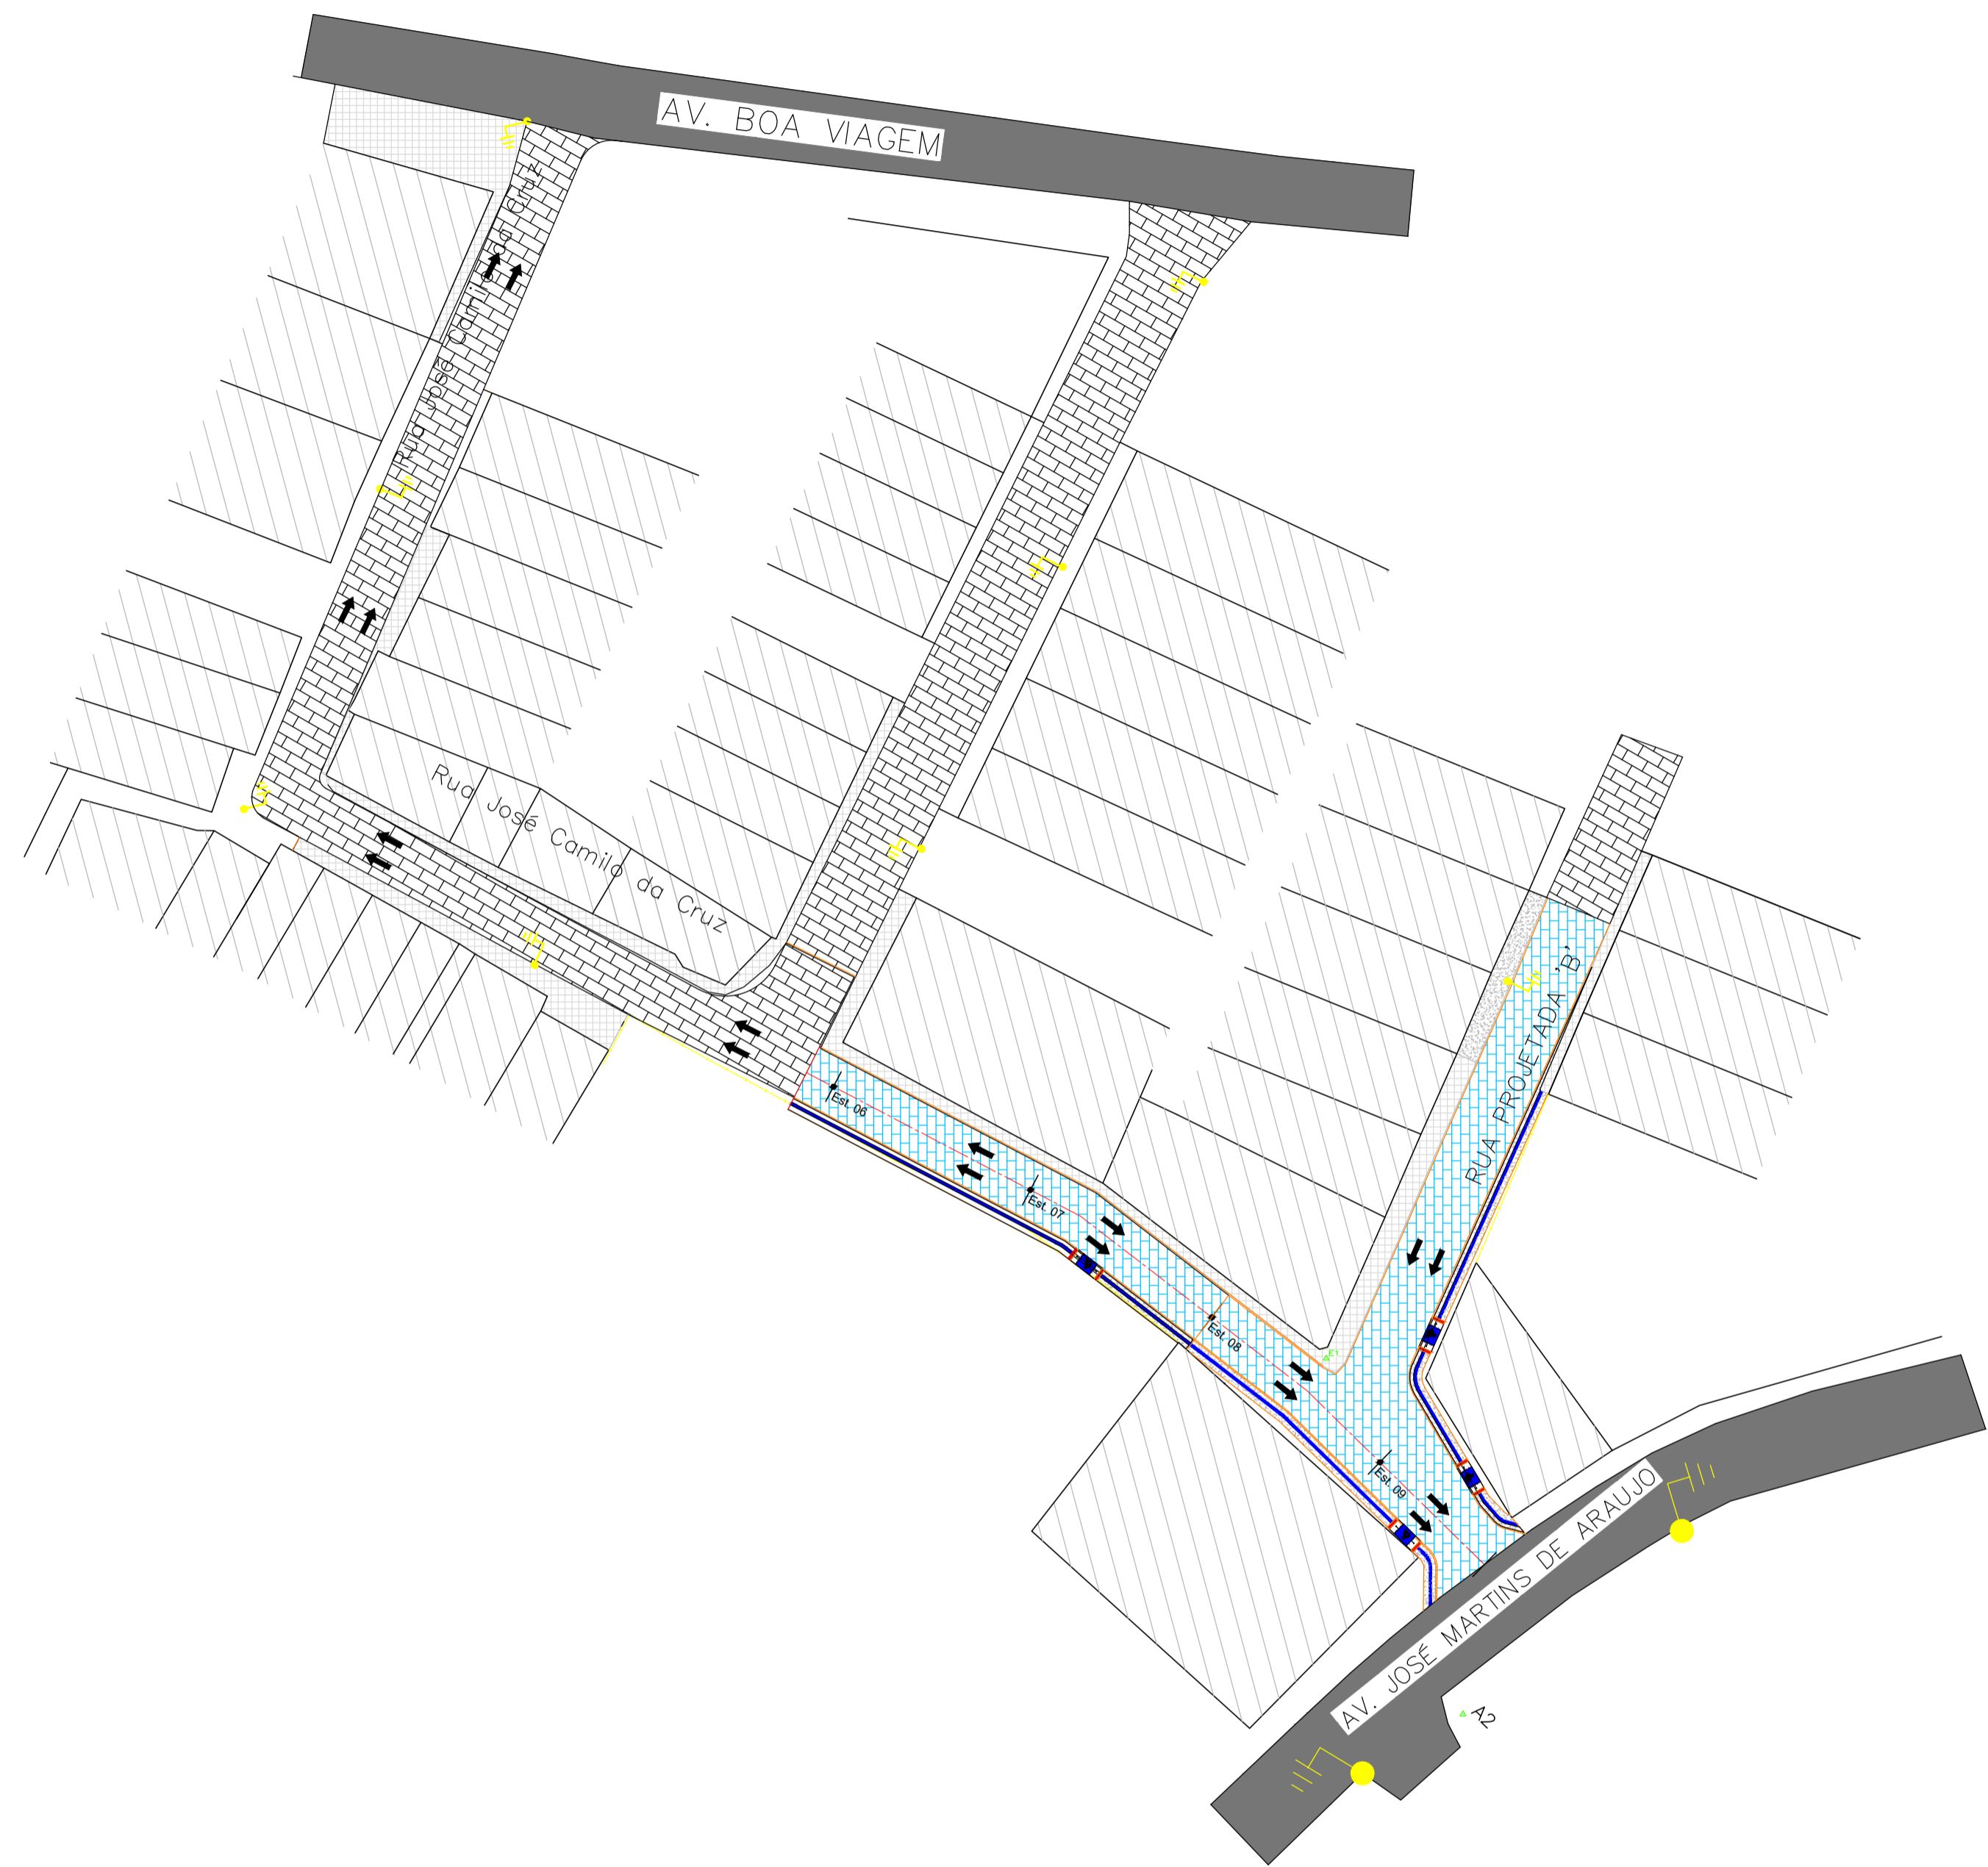 AV. BOA VIAGEM
Rua José Camilo da Cruz
Rua José Camilo da Cruz
RUA PROJETADA 'B'
Est. 06
Est. 07
Est. 08
E1
Est. 09
AV. JOSÉ MARTINS DE ARAUJO
A2